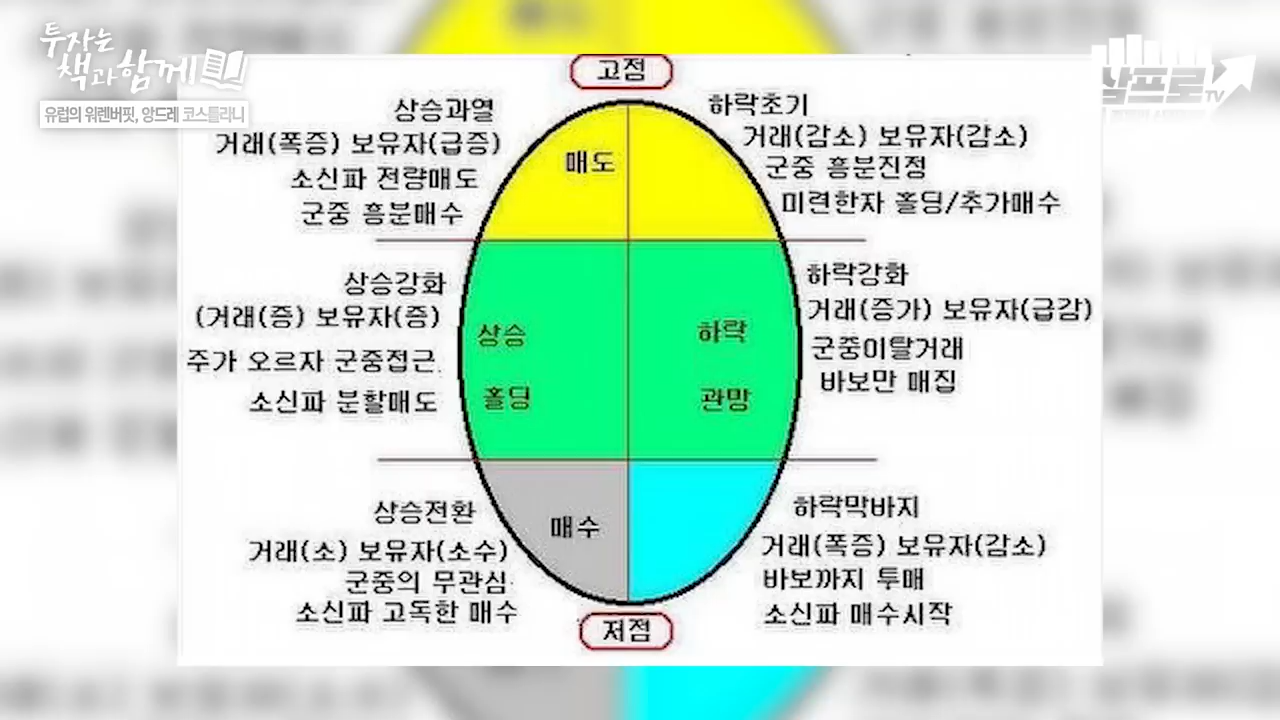 투자는
책과 함께
유럽의 워렌버핏, 앙드레 코스톨라니
삼프로TV
고점
상승과열
거래(폭증) 보유자(급증)
소신파 전량매도
군중 흥분매수
매도
하락초기
거래(감소) 보유자(감소)
군중 흥분진정
미련한자 홀딩/추가매수
상승강화
(거래(증) 보유자(증)
주가 오르자 군중접근.
소신파 분할매도
상승
홀딩
하락
관망
하락강화
거래(증가) 보유자(급감)
군중이탈거래
바보만 매집
상승전환
거래(소) 보유자(소수)
군중의 무관심
소신파 고독한 매수
매수
하락막바지
거래(폭증) 보유자(감소)
바보까지 투매
소신파 매수시작
저점